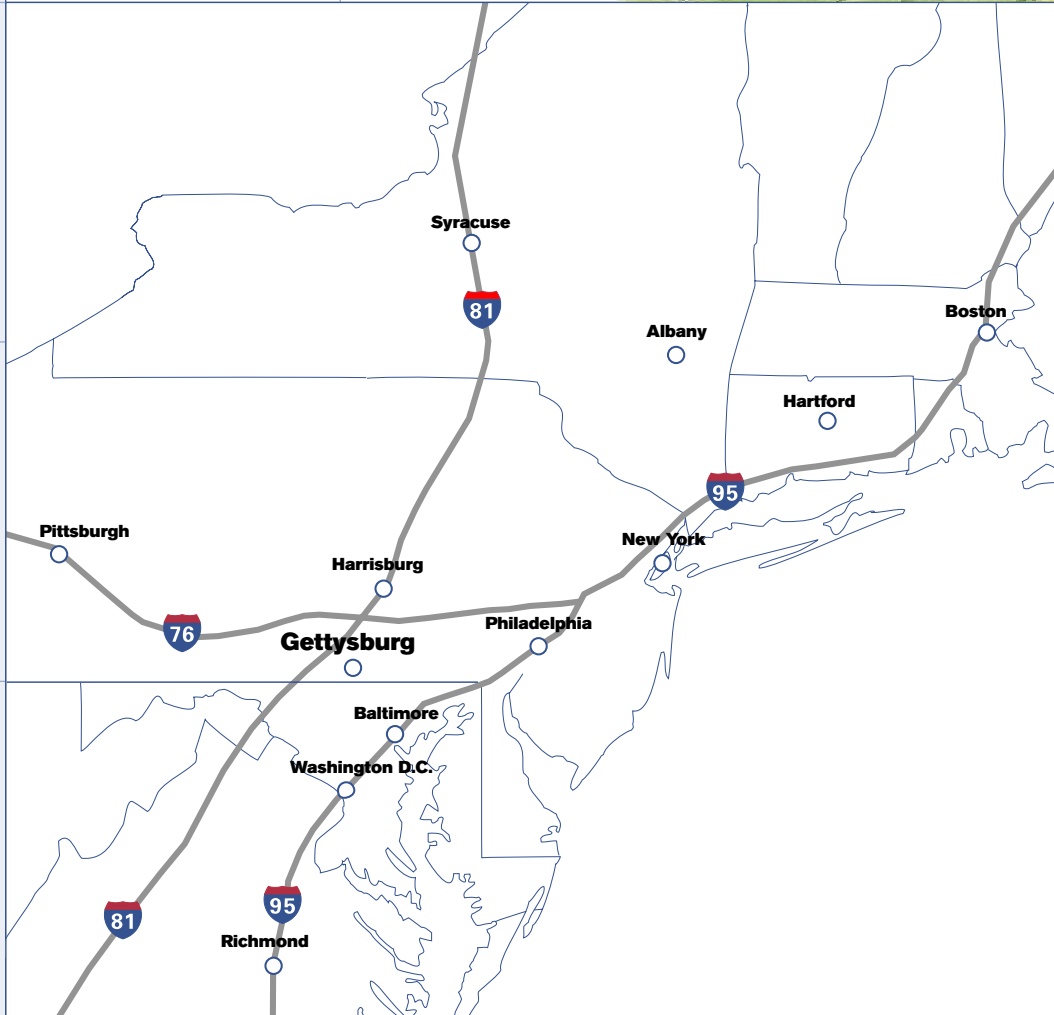 Syracuse
81
Boston
Albany
Hartford
95
Pittsburgh
New York
Harrisburg
76
Philadelphia
Gettysburg
Baltimore
Washington D.C.
95
81
Richmond